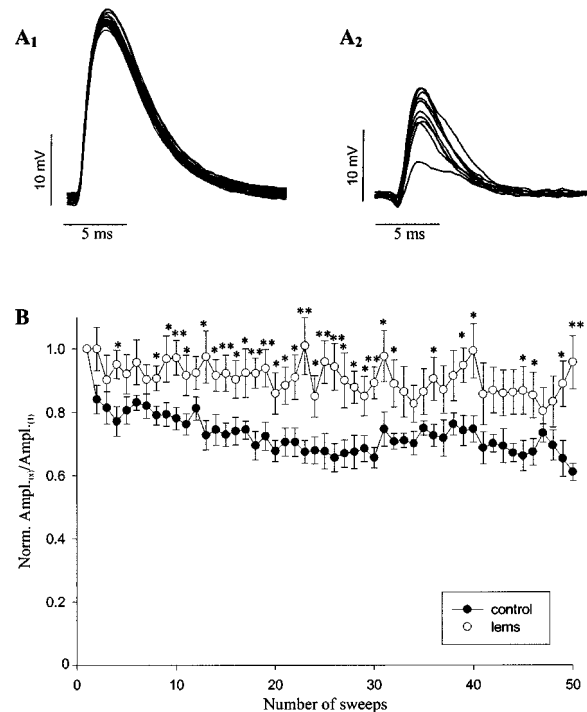 A1
A2
10 mV
5 ms
10 mV
5 ms
B
* * ** * * * ** * * ** ** * * * ** * ** ** * * * ** * * * * * * * * **
1.0
0.8
0.6
0.4
0.2
0
Norm. Ampl.(x)/Ampl.(1)
control
lems
0 10 20 30 40 50
Number of sweeps